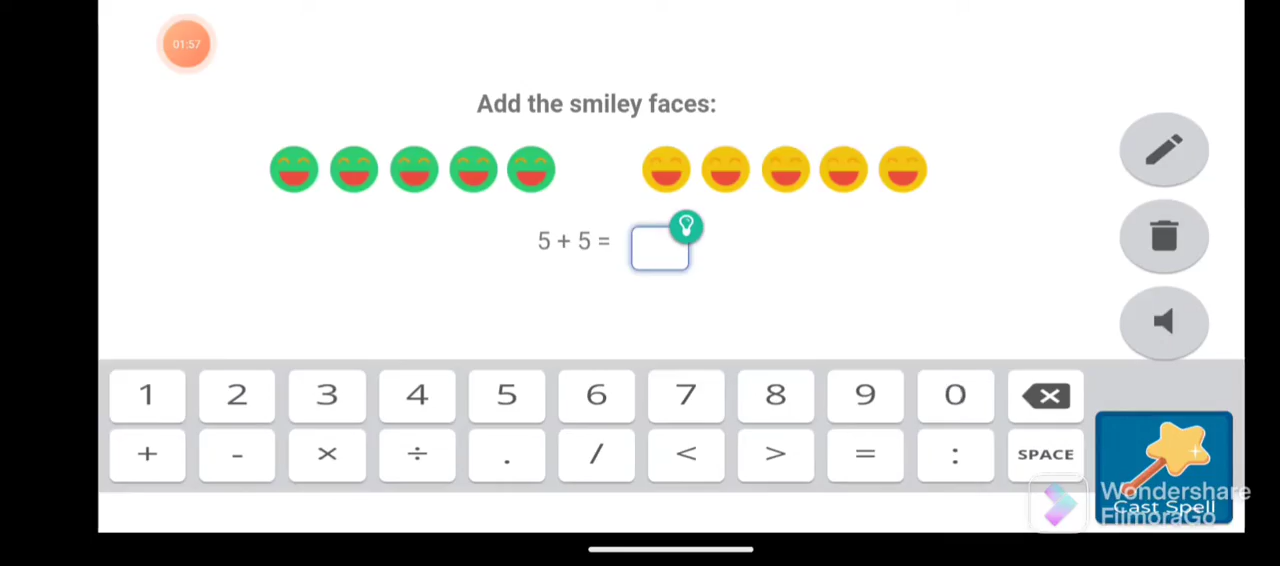 01:57
Add the smiley faces:
5 + 5 =
1 2 3 4 5 6 7 8 9 0
+ - × ÷ . / < > = : SPACE
Cast Spell
Wondershare
FilmoraGo